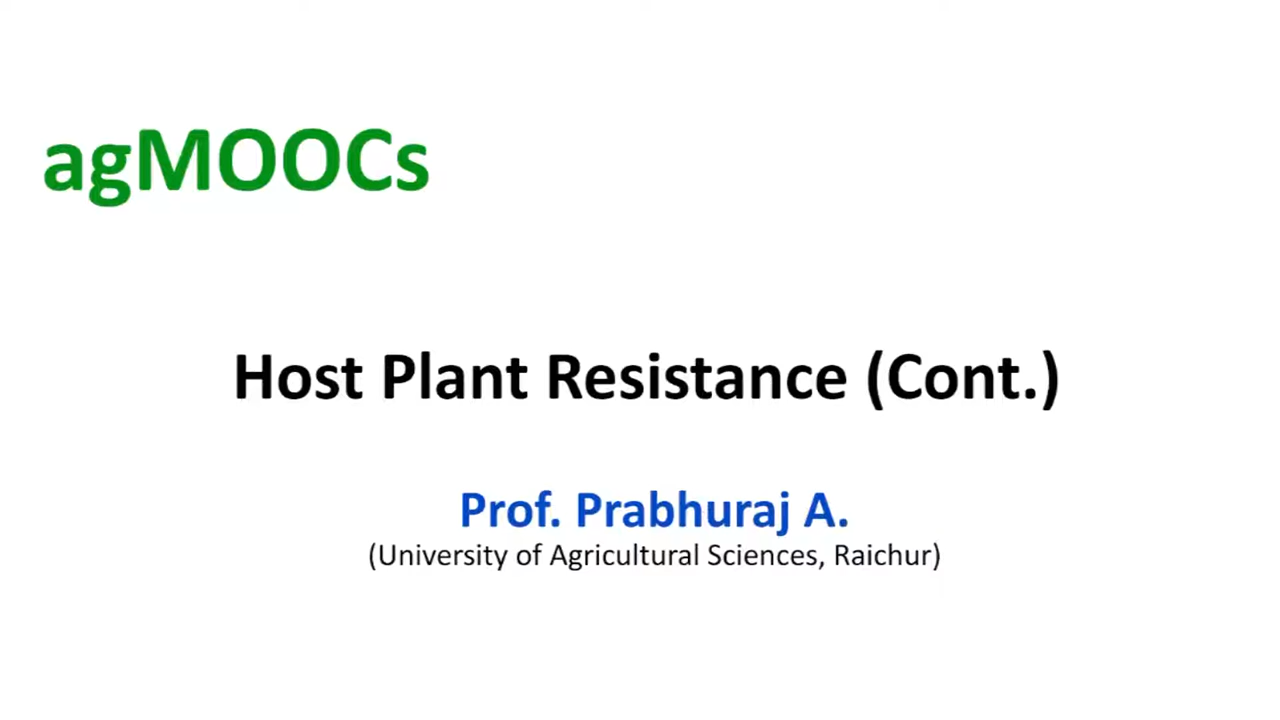 agMOOCs
Host Plant Resistance (Cont.)
Prof. Prabhuraj A.
(University of Agricultural Sciences, Raichur)